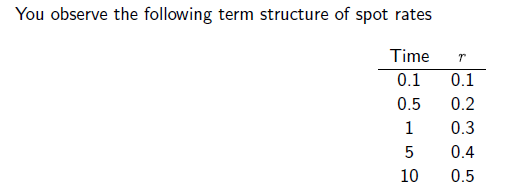 You observe the following term structure of spot rates
Time r
0.1 0.1
0.5 0.2
1 0.3
5 0.4
10 0.5